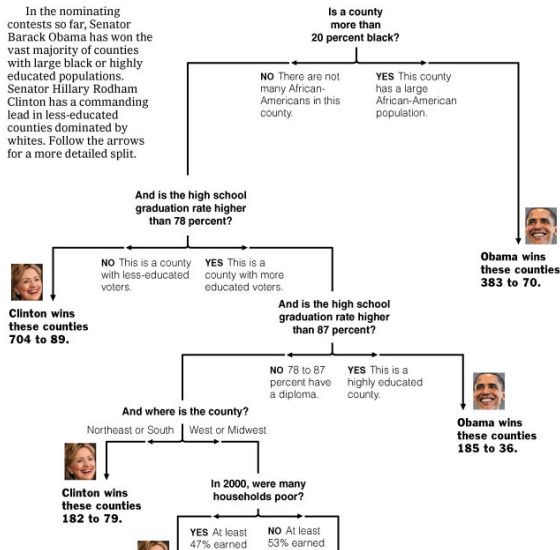 In the nominating
contests so far, Senator
Barack Obama has won the
vast majority of counties
with large black or highly
educated populations.
Senator Hillary Rodham
Clinton has a commanding
lead in less-educated
counties dominated by
whites. Follow the arrows
for a more detailed split.
Is a county
more than
20 percent black?
NO There are not
many African-
Americans in this
county.
YES This county
has a large
African-American
population.
And is the high school
graduation rate higher
than 78 percent?
Obama wins
these counties
383 to 70.
NO This is a county
with less-educated
voters.
YES This is a
county with more
educated voters.
Clinton wins
these counties
704 to 89.
And is the high school
graduation rate higher
than 87 percent?
NO 78 to 87
percent have
a diploma.
YES This is a
highly educated
county.
Obama wins
these counties
185 to 36.
And where is the county?
Northeast or South
West or Midwest
Clinton wins
these counties
182 to 79.
In 2000, were many
households poor?
YES At least
47% earned
NO At least
53% earned